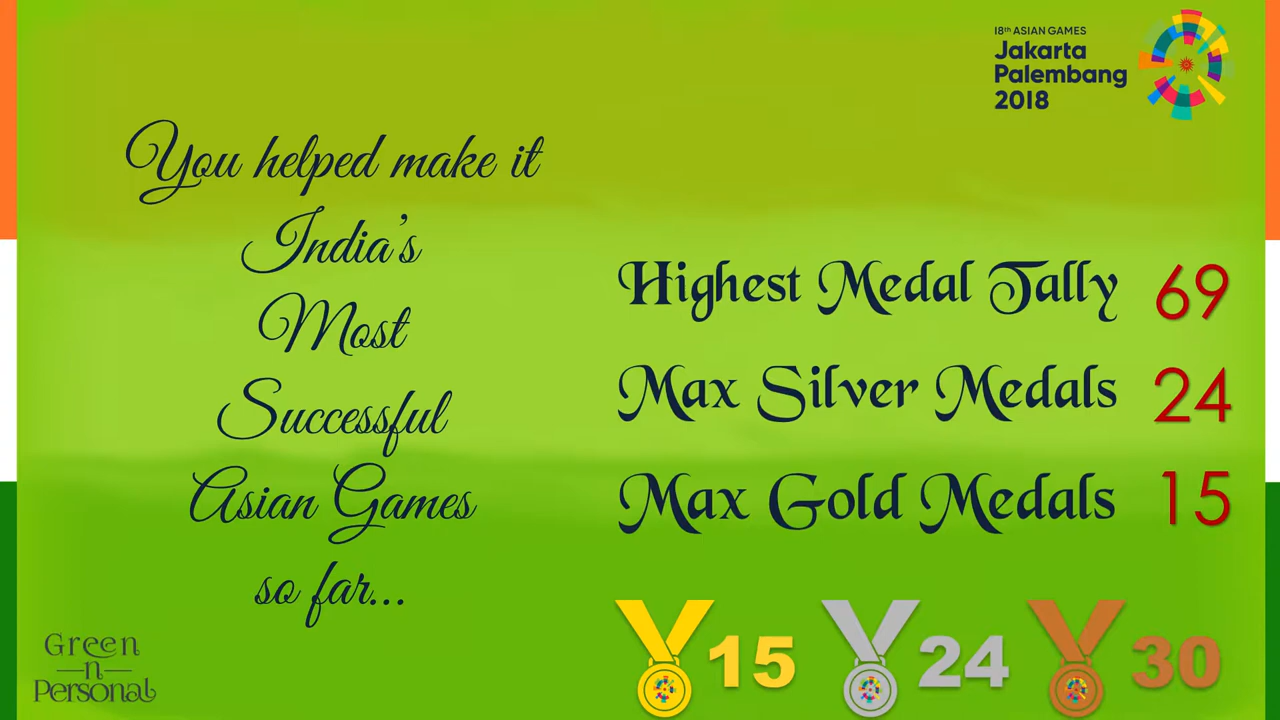 18th ASIAN GAMES
Jakarta
Palembang
2018
You helped make it
India's
Most
Successful
Asian Games
so far...
Highest Medal Tally 69
Max Silver Medals 24
Max Gold Medals 15
15 24 30
Green
n
Personal